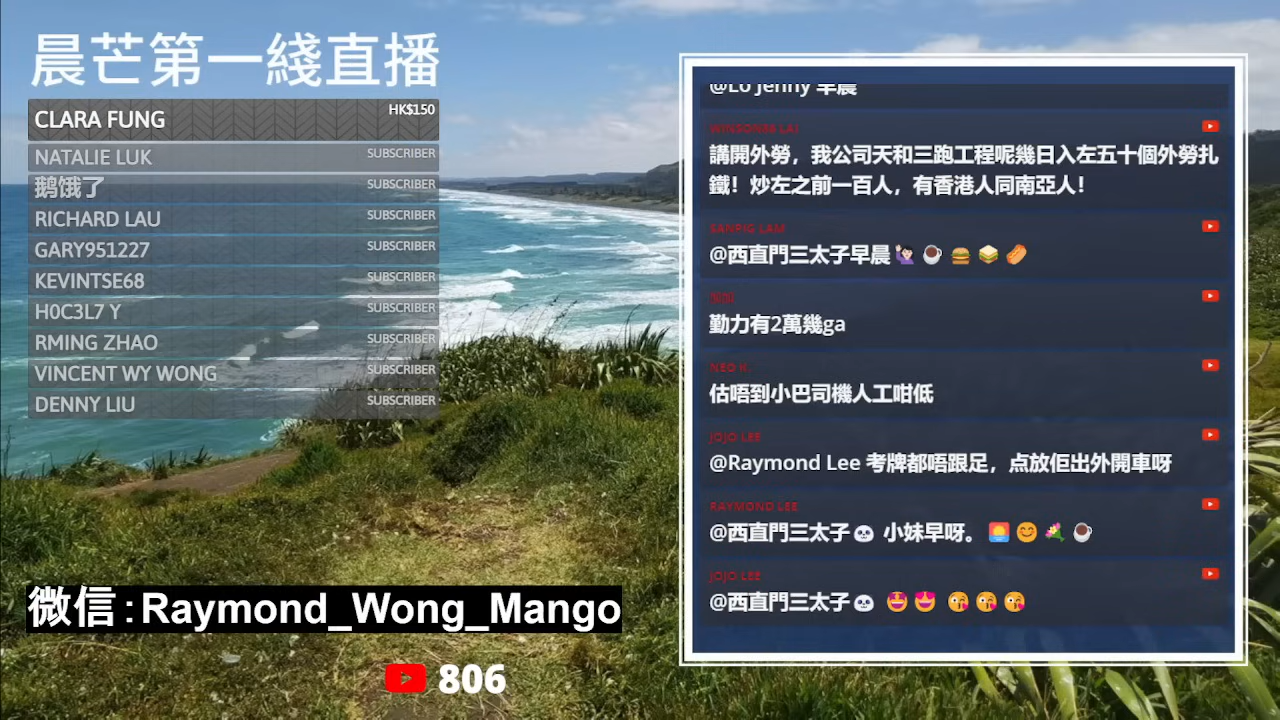 晨芒第一綫直播
CLARA FUNG HK$150
NATALIE LUK SUBSCRIBER
鹅饿了 SUBSCRIBER
RICHARD LAU SUBSCRIBER
GARY951227 SUBSCRIBER
KEVINTSE68 SUBSCRIBER
H0C3L7 Y SUBSCRIBER
RMING ZHAO SUBSCRIBER
VINCENT WY WONG SUBSCRIBER
DENNY LIU SUBSCRIBER
微信:Raymond_Wong_Mango
806
@Lo Jenny 早晨
WINSON88 LAI
講開外勞，我公司天和三跑工程呢幾日入左五十個外勞扎
鐵！炒左之前一百人，有香港人同南亞人！
SANPIG LAM
@西直門三太子早晨🙋🏻‍♀️☕🍔🥪🌭
勤力有2萬幾ga
NEO K
估唔到小巴司機人工咁低
JOJO LEE
@Raymond Lee 考牌都唔跟足，点放佢出外開車呀
RAYMOND LEE
@西直門三太子🐼 小妹早呀。🌅😊💐☕
JOJO LEE
@西直門三太子🐼 🤩😍 😘😘😘